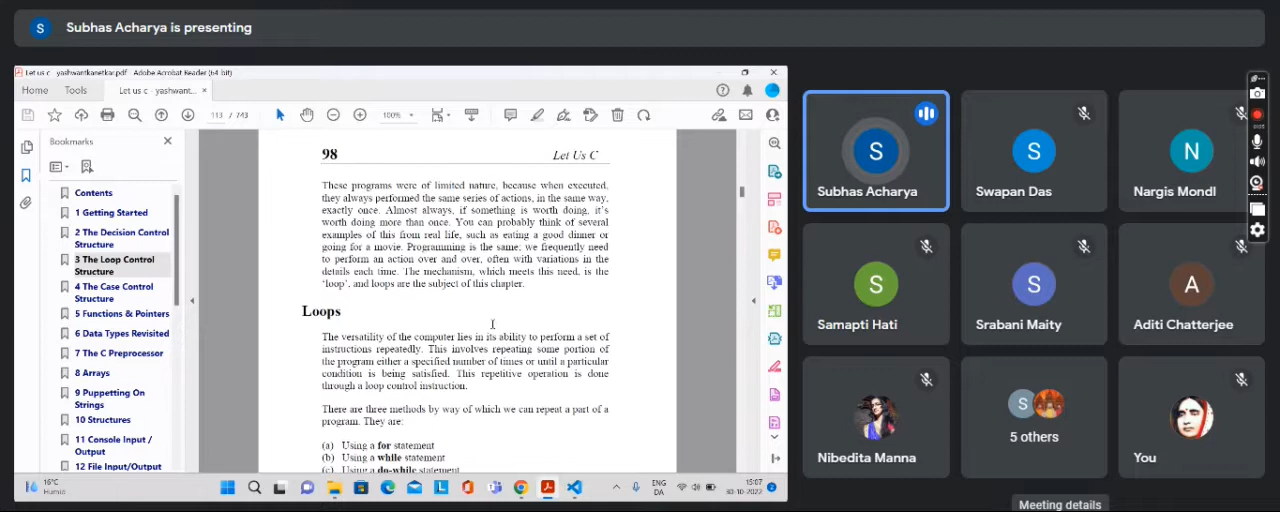 S
Subhas Acharya is presenting
Let us c - yashwantkanetkar.pdf - Adobe Acrobat Reader (64-bit)
Home Tools Let us c - yashwant... ×
113 / 743 100%
Bookmarks
Contents
1 Getting Started
2 The Decision Control
Structure
3 The Loop Control
Structure
4 The Case Control
Structure
5 Functions & Pointers
6 Data Types Revisited
7 The C Preprocessor
8 Arrays
9 Puppetting On
Strings
10 Structures
11 Console Input /
Output
12 File Input/Output
98 Let Us C
These programs were of limited nature, because when executed,
they always performed the same series of actions, in the same way,
exactly once. Almost always, if something is worth doing, it's
worth doing more than once. You can probably think of several
examples of this from real life, such as eating a good dinner or
going for a movie. Programming is the same; we frequently need
to perform an action over and over, often with variations in the
details each time. The mechanism, which meets this need, is the
'loop', and loops are the subject of this chapter.
Loops
The versatility of the computer lies in its ability to perform a set of
instructions repeatedly. This involves repeating some portion of
the program either a specified number of times or until a particular
condition is being satisfied. This repetitive operation is done
through a loop control instruction.
There are three methods by way of which we can repeat a part of a
program. They are:
(a) Using a for statement
(b) Using a while statement
(c) Using a do-while statement
16°C
Humid
ENG
DA
15:07
30-10-2022
S
Subhas Acharya
S
Swapan Das
N
Nargis Mondl
S
Samapti Hati
S
Srabani Maity
A
Aditi Chatterjee
Nibedita Manna
S
5 others
You
Meeting details